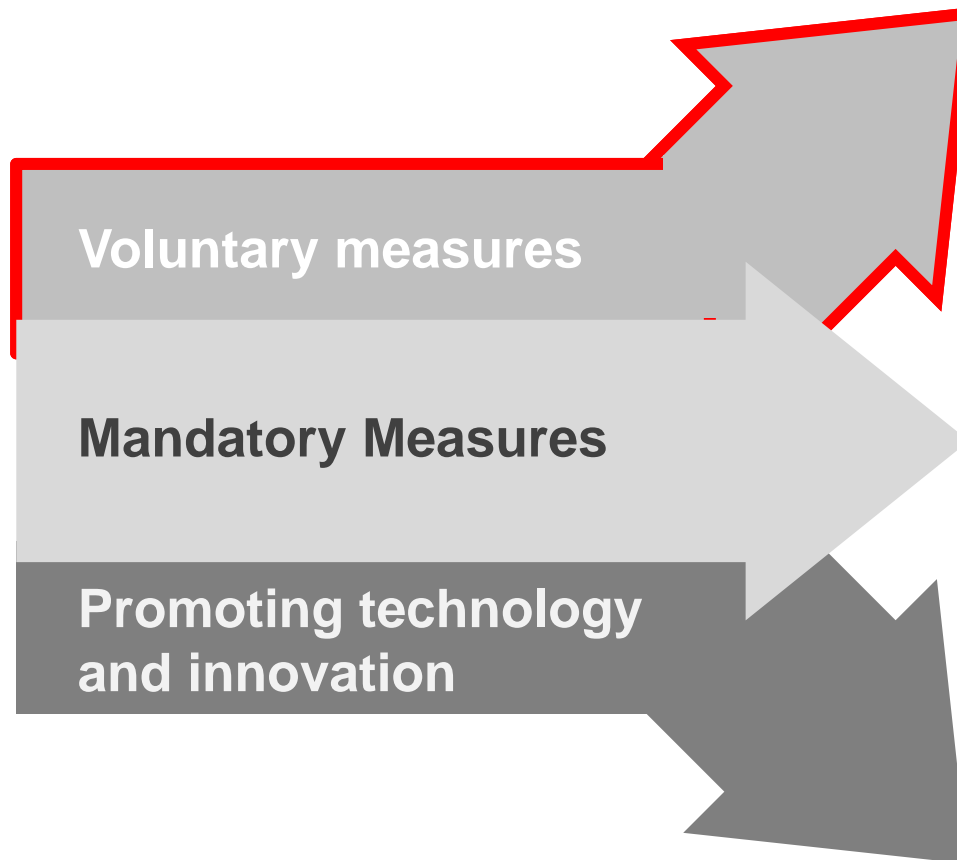 Voluntary measures
Mandatory Measures
Promoting technology
and innovation